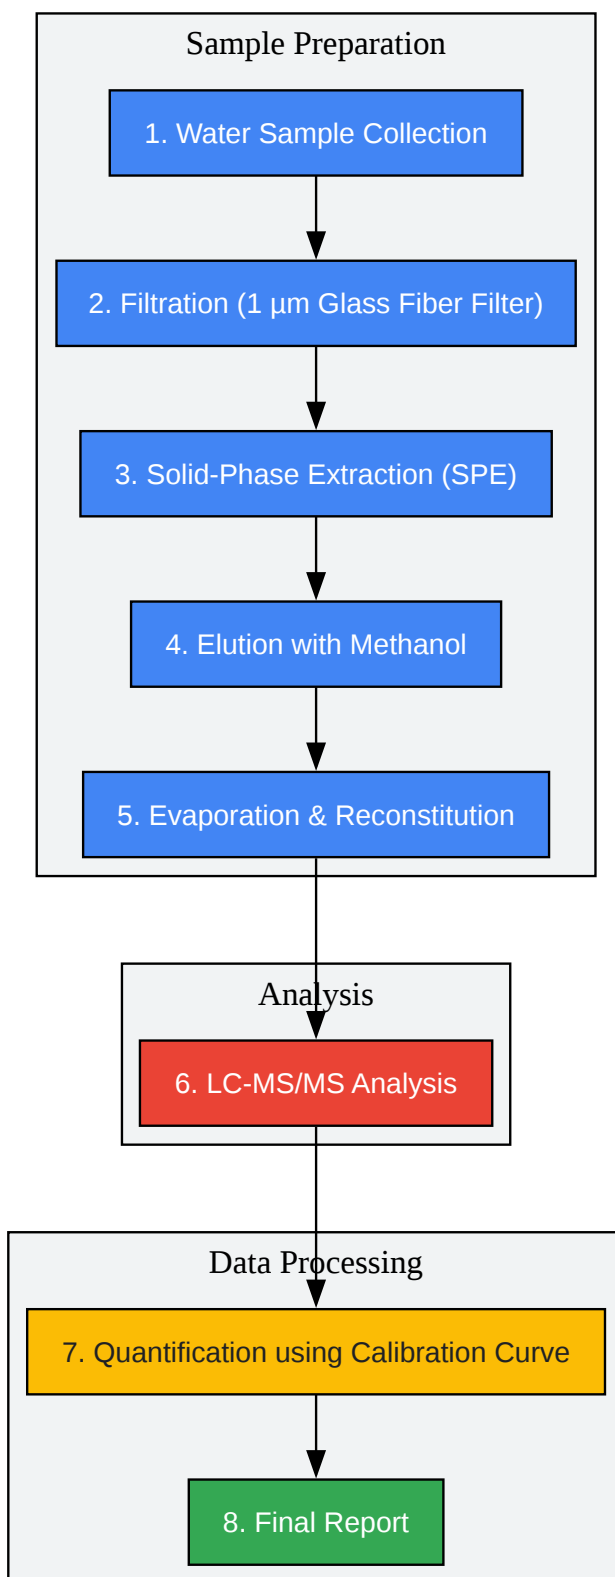 Sample Preparation
1. Water Sample Collection
2. Filtration (1 µm Glass Fiber Filter)
3. Solid-Phase Extraction (SPE)
4. Elution with Methanol
5. Evaporation & Reconstitution
Analysis
6. LC-MS/MS Analysis
Data Processing
7. Quantification using Calibration Curve
8. Final Report